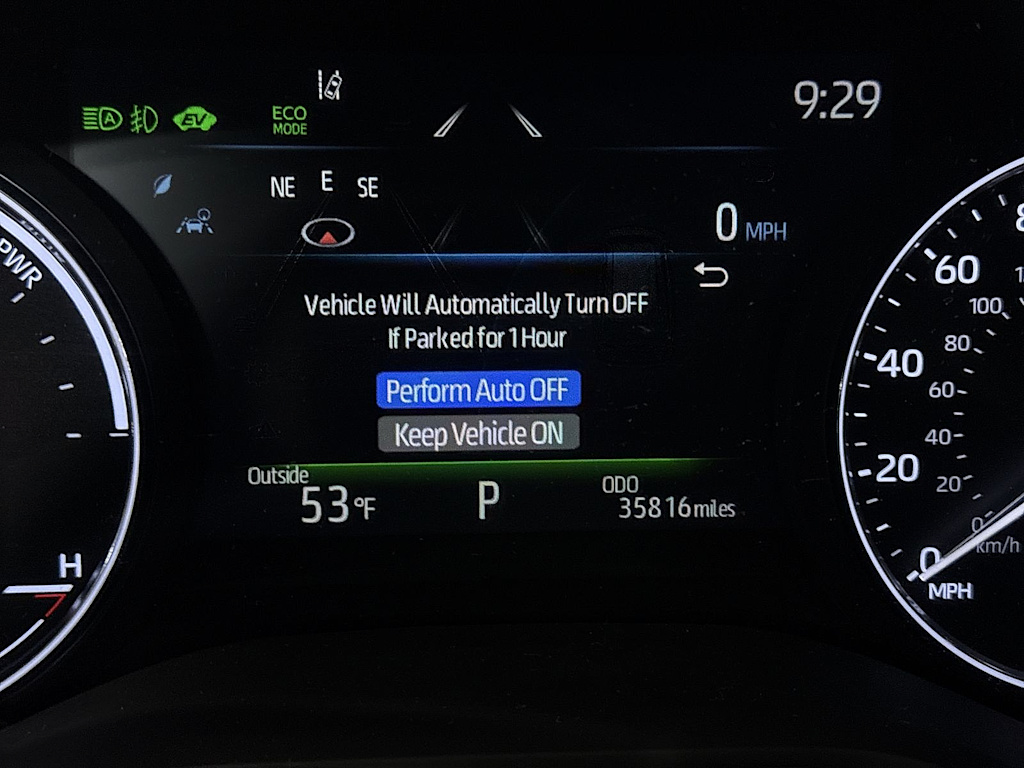 9:29
A
EV
ECO
MODE
NE E SE
0 MPH
PWR
Vehicle Will Automatically Turn OFF
If Parked for 1 Hour
Perform Auto OFF
Keep Vehicle ON
Outside
53°F
P
ODO
35816 miles
H
8
60
100
80
40
60
40
20
20
0
0
km/h
MPH